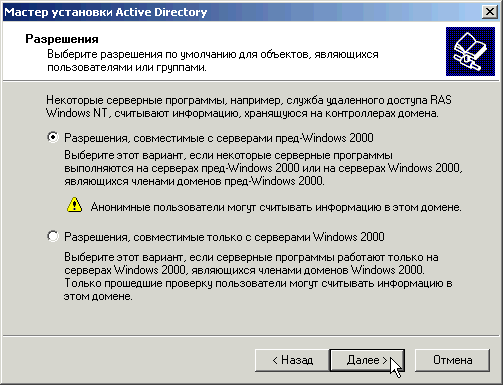 Мастер установки Active Directory
Разрешения
Выберите разрешения по умолчанию для объектов, являющихся
пользователями или группами.
Некоторые серверные программы, например, служба удаленного доступа RAS
Windows NT, считывают информацию, хранящуюся на контроллерах домена.
Разрешения, совместимые с серверами пред-Windows 2000
Выберите этот вариант, если некоторые серверные программы
выполняются на серверах пред-Windows 2000 или на серверах Windows 2000,
являющихся членами доменов пред-Windows 2000.
Анонимные пользователи могут считывать информацию в этом домене.
Разрешения, совместимые только с серверами Windows 2000
Выберите этот вариант, если серверные программы работают только на
серверах Windows 2000, являющихся членами доменов Windows 2000.
Только прошедшие проверку пользователи могут считывать информацию в
этом домене.
< Назад Далее > Отмена